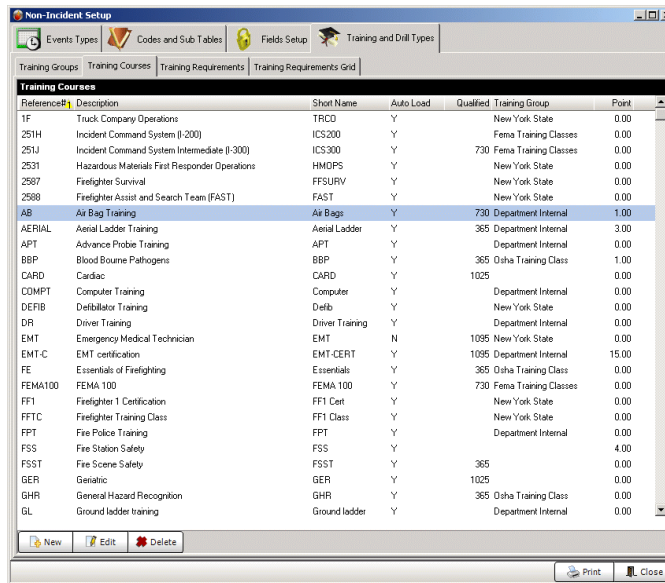 Non-Incident Setup
Events Types Codes and Sub Tables Fields Setup Training and Drill Types
Training Groups Training Courses Training Requirements Training Requirements Grid
Training Courses
Reference# Description Short Name Auto Load Qualified Training Group Point
1F Truck Company Operations TRCO Y New York State 0.00
251H Incident Command System (I-200) ICS200 Y Fema Training Classes 0.00
251J Incident Command System Intermediate (I-300) ICS300 Y 730 Fema Training Classes 0.00
2531 Hazardous Materials First Responder Operations HMOPS Y New York State 0.00
2587 Firefighter Survival FFSURV Y New York State 0.00
2588 Firefighter Assist and Search Team (FAST) FAST Y New York State 0.00
AB Air Bag Training Air Bags Y 730 Department Internal 1.00
AERIAL Aerial Ladder Training Aerial Ladder Y 365 Department Internal 3.00
APT Advance Probie Training APT Y Department Internal 0.00
BBP Blood Bourne Pathogens BBP Y 365 Osha Training Class 1.00
CARD Cardiac CARD Y 1025 0.00
COMPT Computer Training Computer Y Department Internal 0.00
DEFIB Defibillator Training Defib Y New York State 0.00
DR Driver Training Driver Training Y Department Internal 0.00
EMT Emergency Medical Technician EMT N 1095 New York State 0.00
EMT-C EMT certification EMT-CERT Y 1095 Department Internal 15.00
FE Essentials of Firefighting Essentials Y 365 Osha Training Class 0.00
FEMA100 FEMA 100 FEMA 100 Y 730 Fema Training Classes 0.00
FF1 Firefighter 1 Certification FF1 Cert Y New York State 0.00
FFTC Firefighter Training Class FF1 Class Y New York State 0.00
FPT Fire Police Training FPT Y Department Internal 0.00
FSS Fire Station Safety FSS Y 4.00
FSST Fire Scene Safety FSST Y 365 0.00
GER Geriatric GER Y 1025 0.00
GHR General Hazard Recognition GHR Y 365 Osha Training Class 0.00
GL Ground ladder training Ground ladder Y Department Internal 0.00
New Edit Delete
Print Close